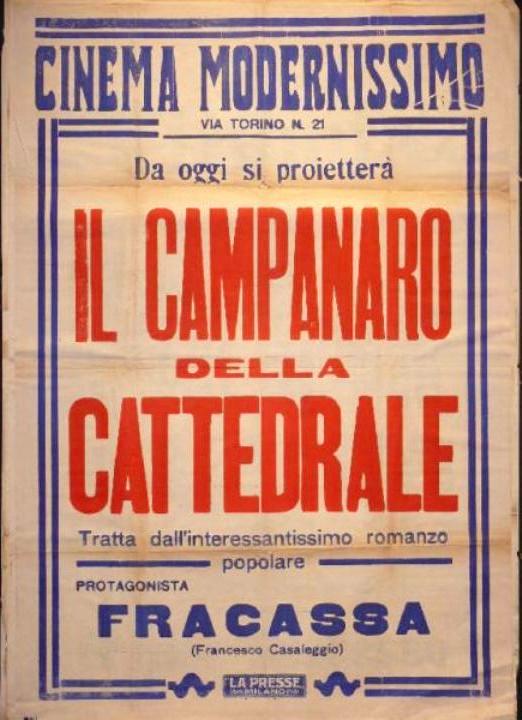 CINEMA MODERNISSIMO
VIA TORINO N. 21
Da oggi si proietterà
IL CAMPANARO
DELLA
CATTEDRALE
Tratta dall'interessantissimo romanzo
popolare
PROTAGONISTA
FRACASSA
(Francesco Casaleggio)
LA PRESSE
MILANO